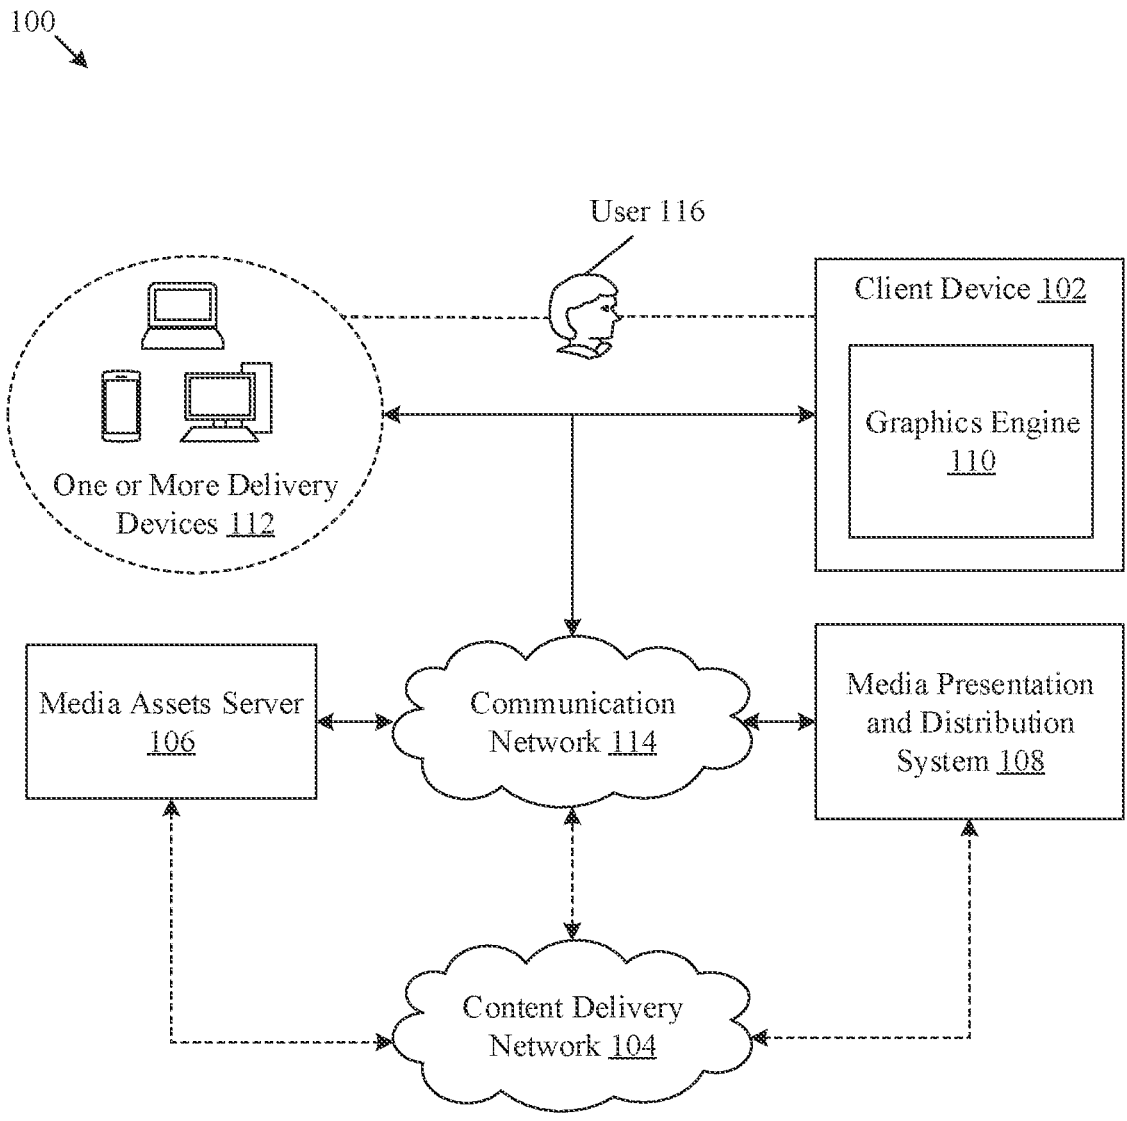 100
User 116
Client Device 102
Graphics Engine
110
One or More Delivery
Devices 112
Media Assets Server
106
Communication
Network 114
Media Presentation
and Distribution
System 108
Content Delivery
Network 104